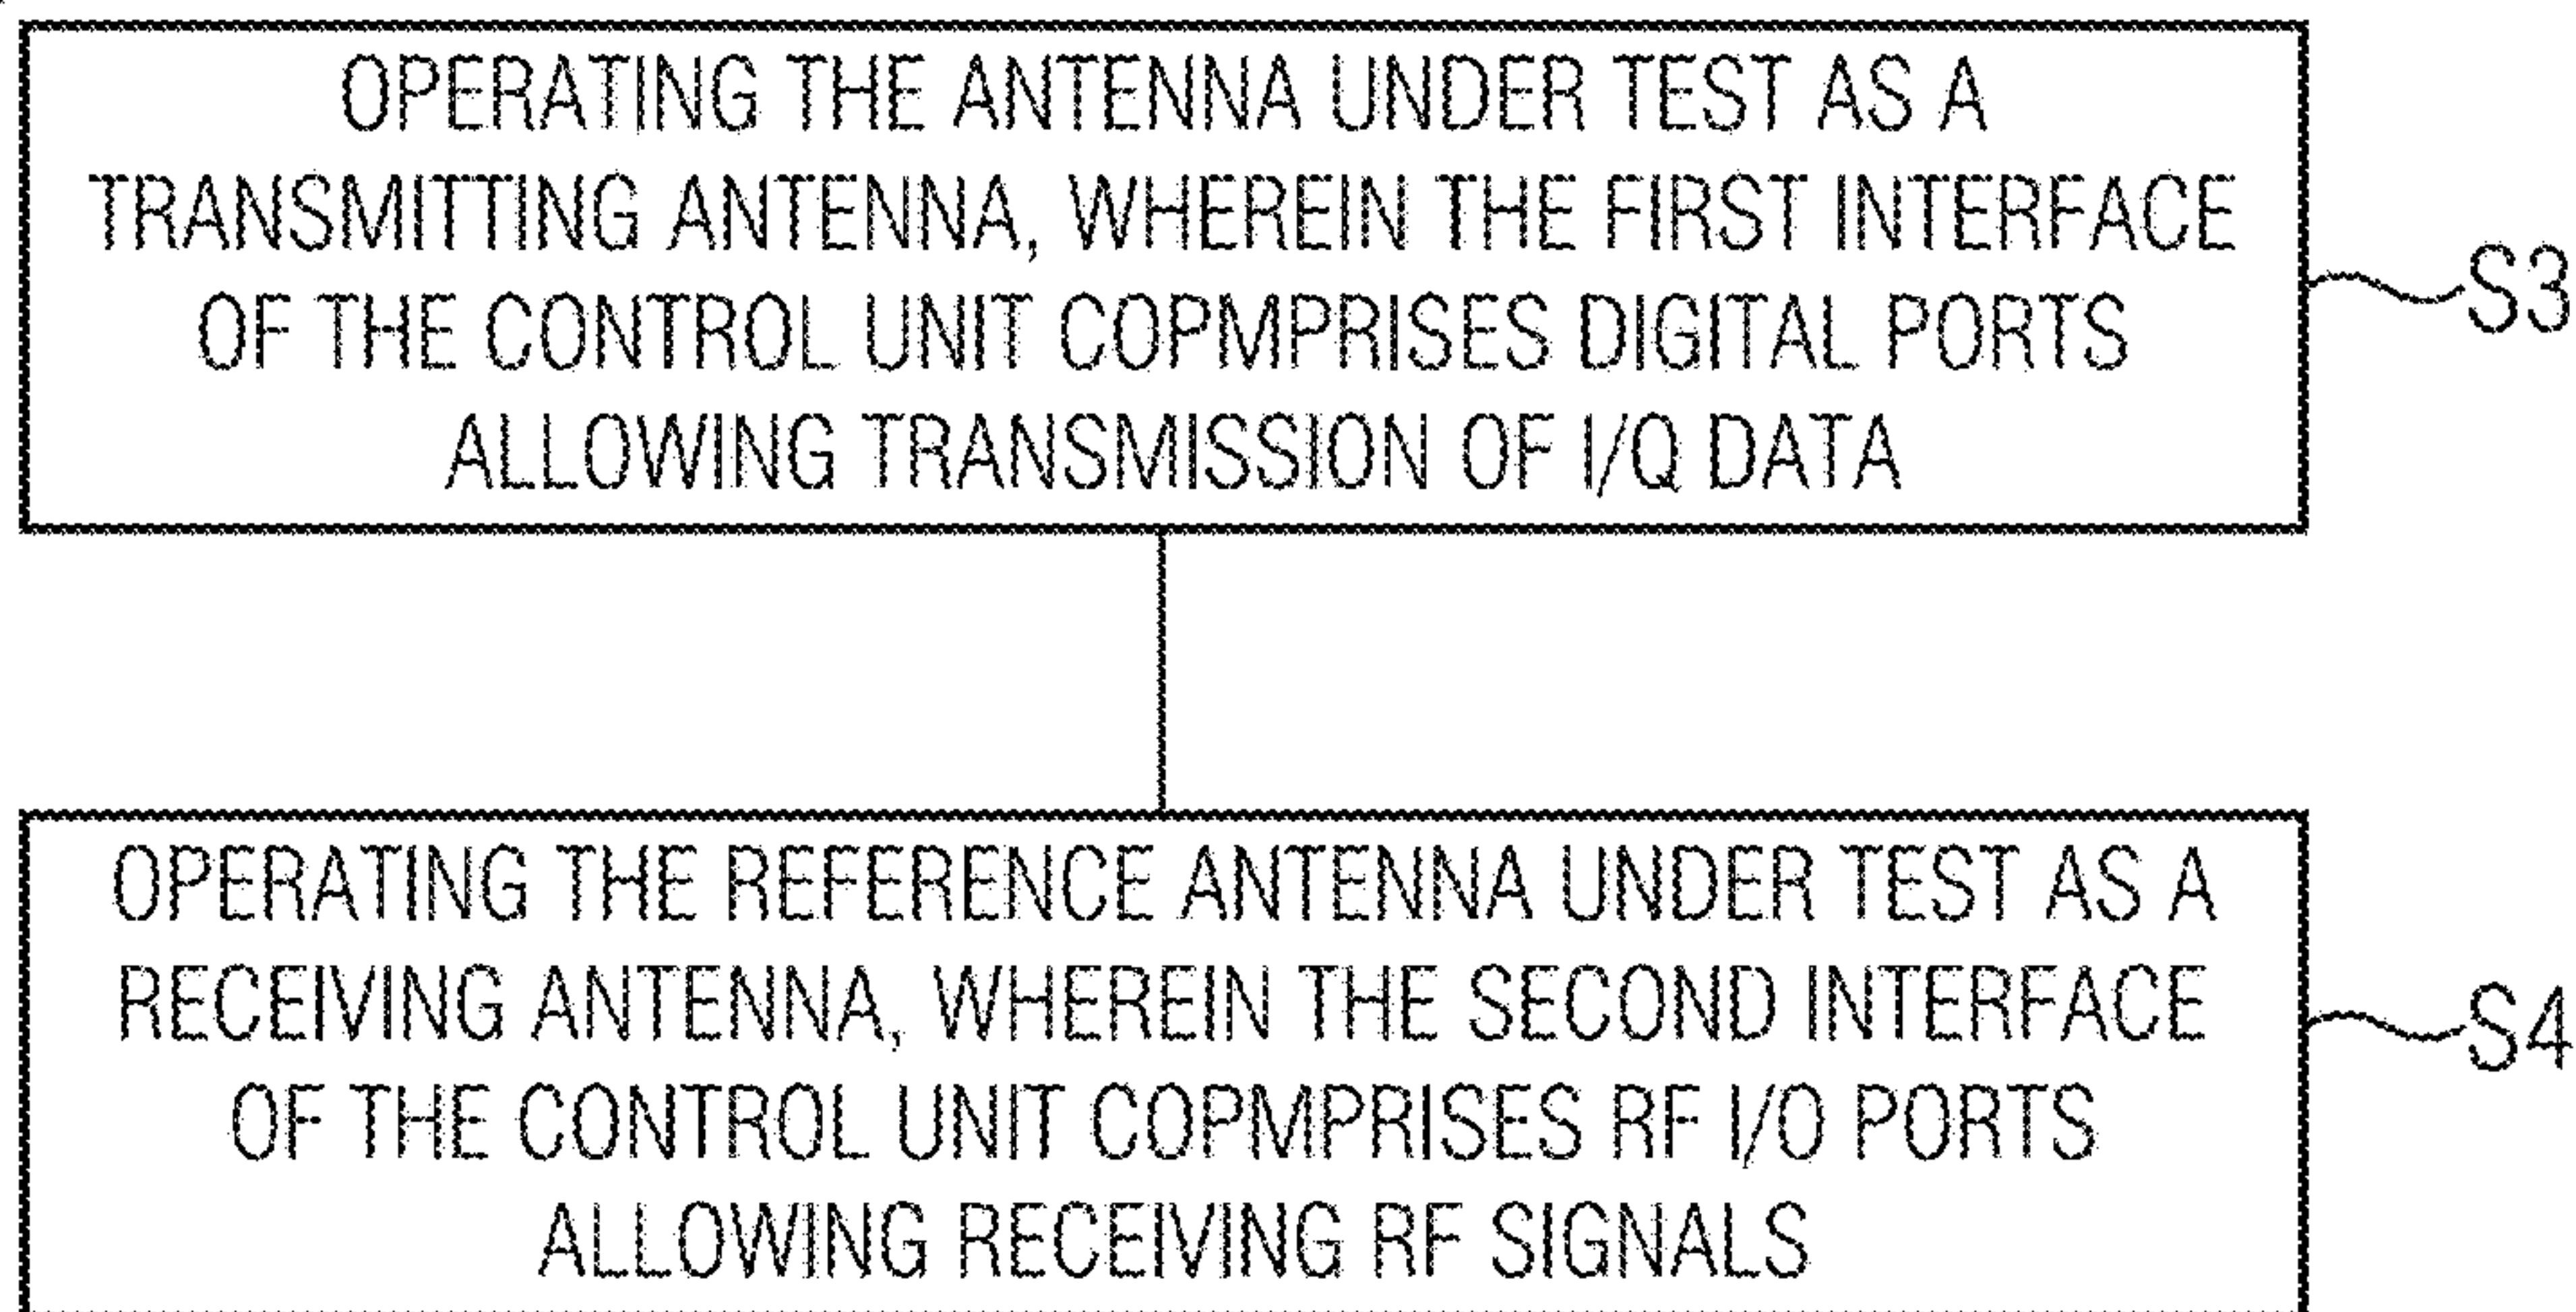 OPERATING THE ANTENNA UNDER TEST AS A
TRANSMITTING ANTENNA, WHEREIN THE FIRST INTERFACE
OF THE CONTROL UNIT COPMPRISES DIGITAL PORTS
ALLOWING TRANSMISSION OF I/Q DATA
S3
OPERATING THE REFERENCE ANTENNA UNDER TEST AS A
RECEIVING ANTENNA, WHEREIN THE SECOND INTERFACE
OF THE CONTROL UNIT COPMPRISES RF I/O PORTS
ALLOWING RECEIVING RF SIGNALS
S4